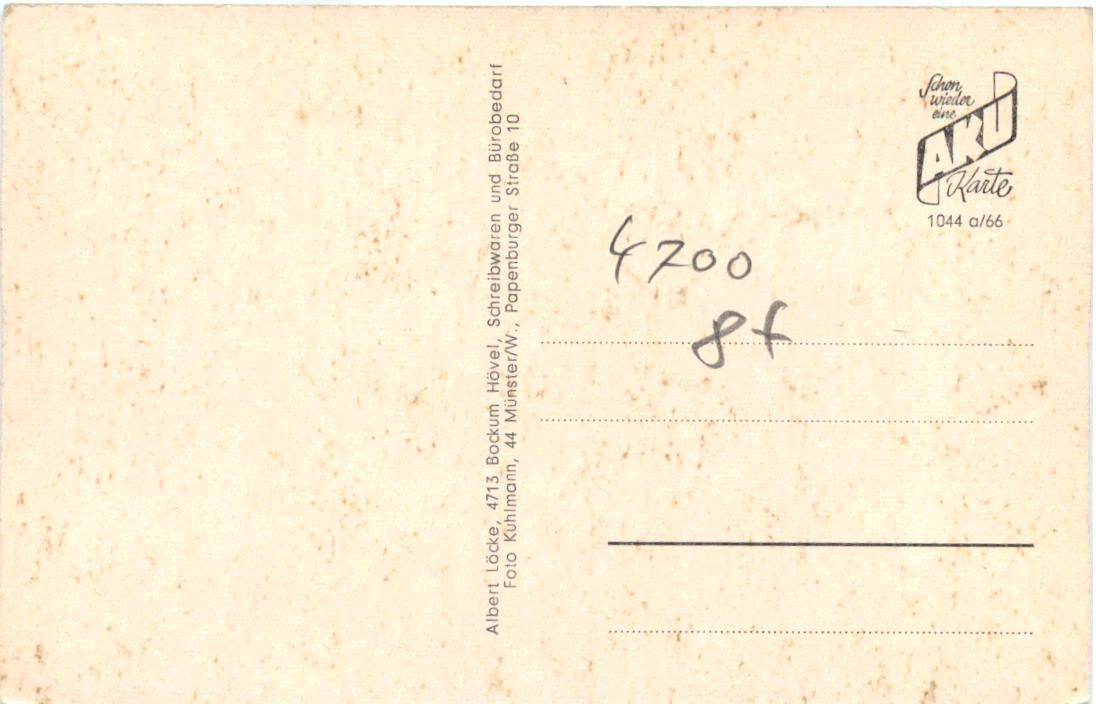 Albert Löcke, 4713 Bockum Hövel, Schreibwaren und Bürobedarf
Foto Kuhlmann, 44 Münster/W., Papenburger Straße 10
Schon
wieder
eine
AKU
Karte
1044 a/66
4700
8f